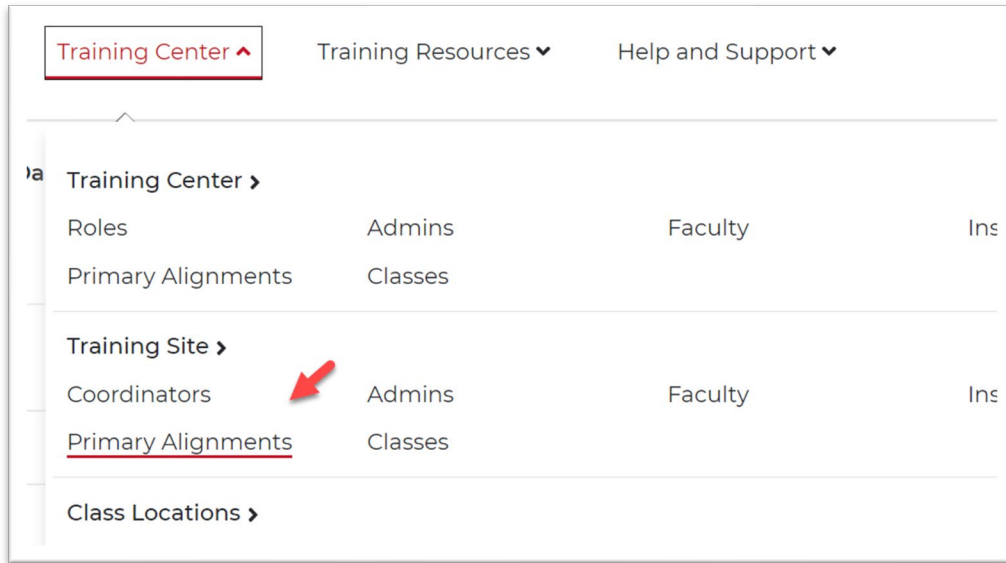 Training Center Training Resources Help and Support
Training Center
Roles Admins Faculty
Primary Alignments Classes
Training Site
Coordinators Admins Faculty
Primary Alignments Classes
Class Locations